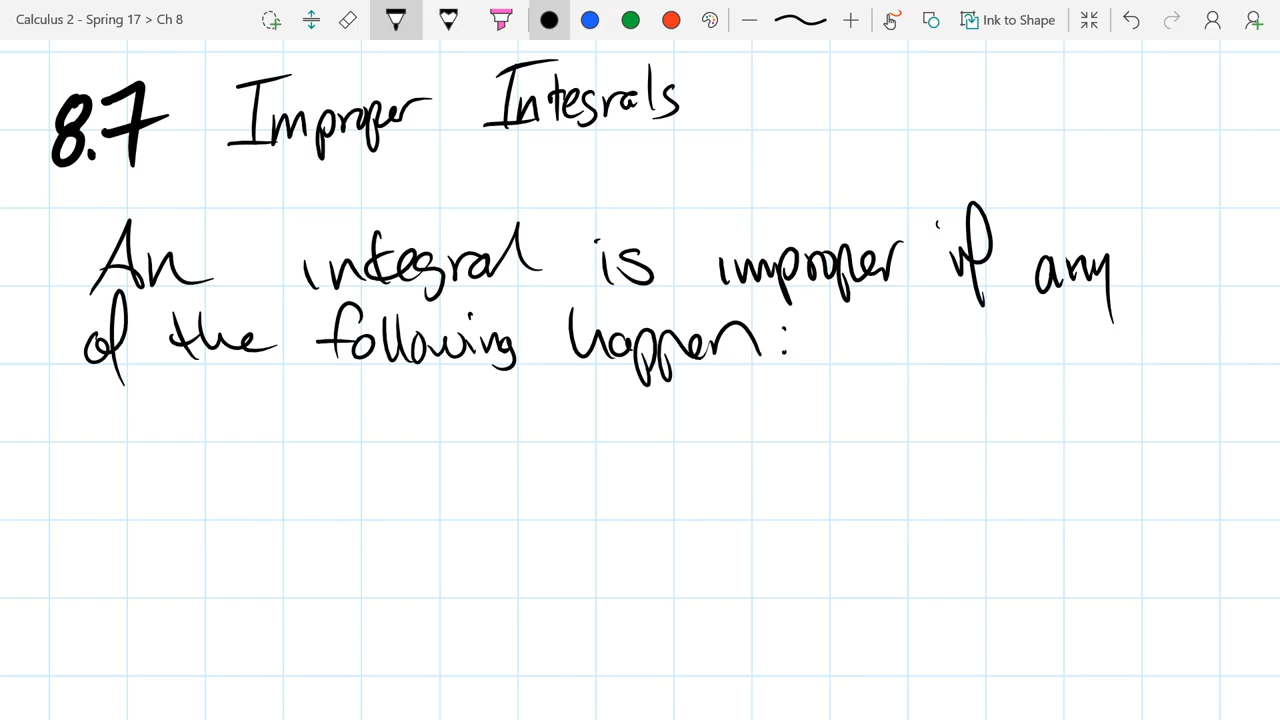 Calculus 2 - Spring 17 > Ch 8
Ink to Shape
8.7 Improper Integrals
An integral is improper if any
of the following happen: